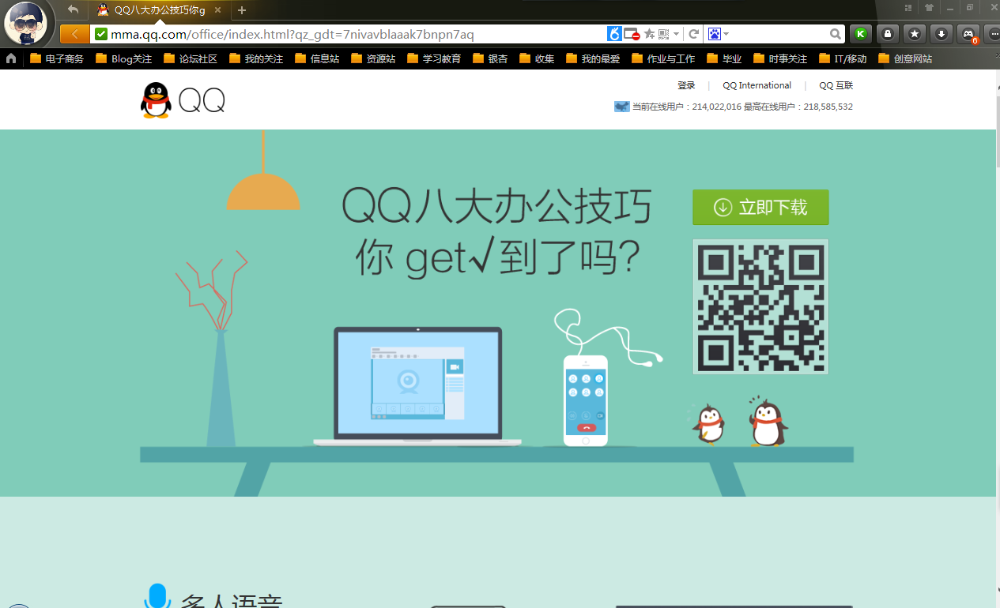 QQ八大办公技巧你g
mma.qq.com/office/index.html?qz_gdt=7nivavblaaak7bnpn7aq
K
6
电子商务 Blog关注 论坛社区 我的关注 信息站 资源站 学习教育 银杏 收集 我的最爱 作业与工作 毕业 时事关注 IT/移动 创意网站
QQ
登录 | QQ International | QQ 互联
当前在线用户：214,022,016 最高在线用户：218,585,532
QQ八大办公技巧
你 get√到了吗?
立即下载
多人语音